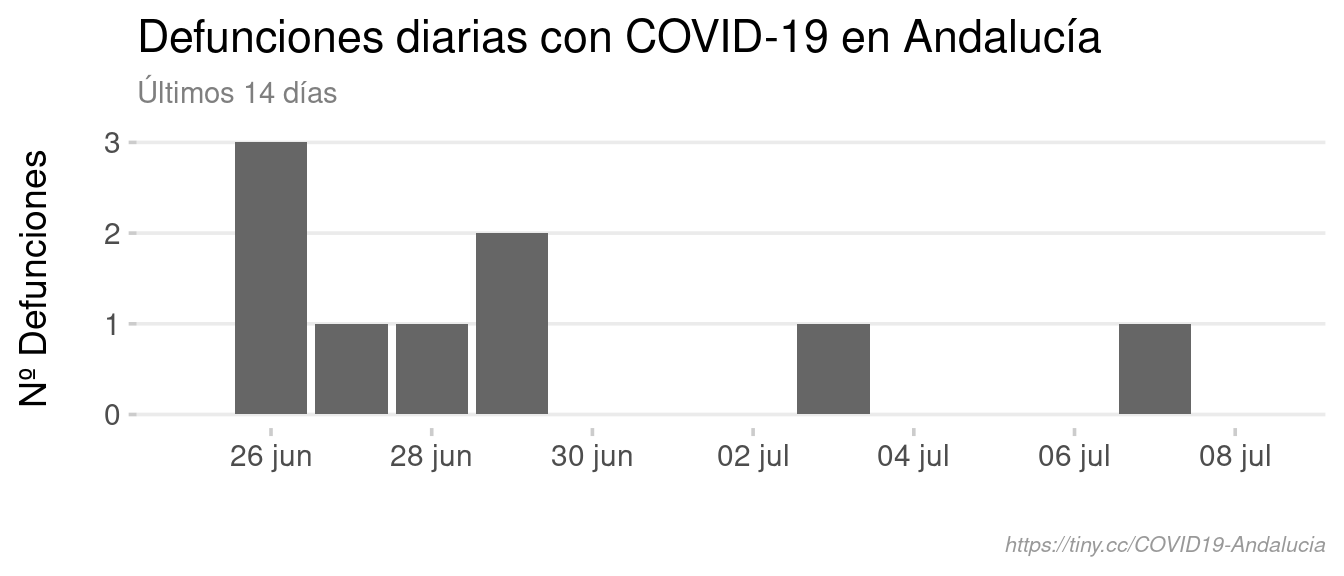 Defunciones diarias con COVID-19 en Andalucía
Últimos 14 días
Nº Defunciones
3
2
1
0
26 jun 28 jun 30 jun 02 jul 04 jul 06 jul 08 jul
https://tiny.cc/COVID19-Andalucia